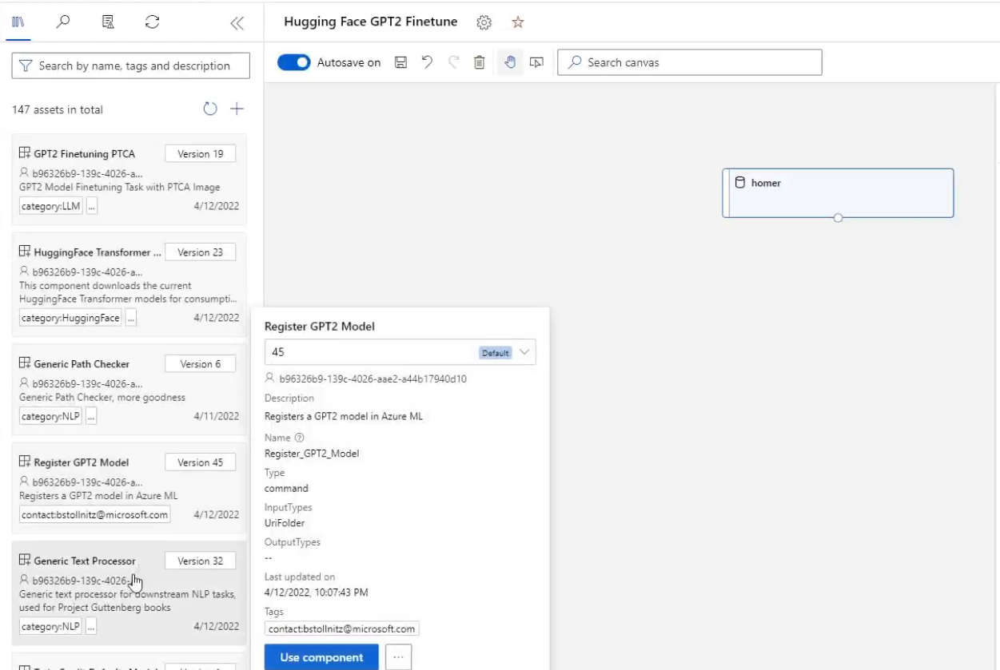 Hugging Face GPT2 Finetune
Search by name, tags and description
Autosave on
Search canvas
147 assets in total
GPT2 Finetuning PTCA
Version 19
b96326b9-139c-4026-a...
GPT2 Model Finetuning Task with PTCA Image
category:LLM
...
4/12/2022
HuggingFace Transformer ...
Version 23
b96326b9-139c-4026-a...
This component downloads the current
HuggingFace Transformer models for consumpti...
category:HuggingFace
...
4/12/2022
Generic Path Checker
Version 6
b96326b9-139c-4026-a...
Generic Path Checker, more goodness
category:NLP
...
4/11/2022
Register GPT2 Model
Version 45
b96326b9-139c-4026-a...
Registers a GPT2 model in Azure ML
contact:bstollnitz@microsoft.com
4/12/2022
Generic Text Processor
Version 32
b96326b9-139c-4026-
Generic text processor for downstream NLP tasks,
used for Project Guttenberg books
category:NLP
...
4/12/2022
homer
Register GPT2 Model
45
Default
b96326b9-139c-4026-aae2-a44b17940d10
Description
Registers a GPT2 model in Azure ML
Name
Register_GPT2_Model
Type
command
InputTypes
UriFolder
OutputTypes
--
Last updated on
4/12/2022, 10:07:43 PM
Tags
contact:bstollnitz@microsoft.com
Use component
...